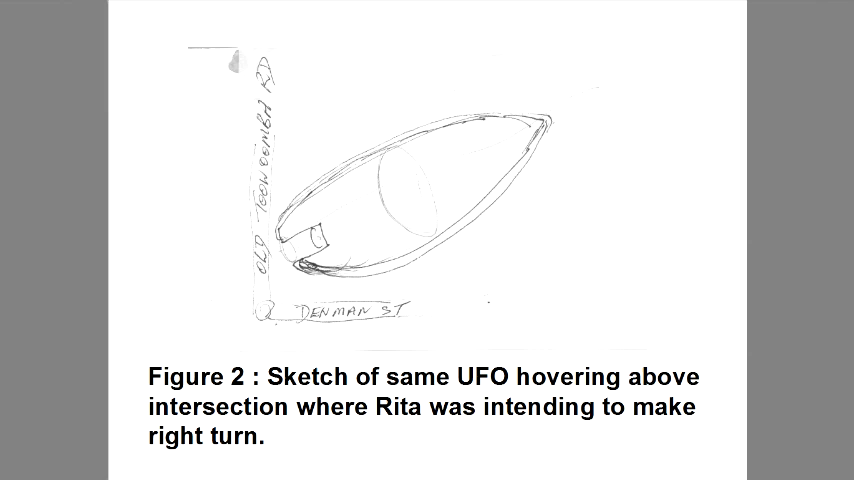 OLD TOOWOOMBA RD
DENMAN ST
Figure 2 : Sketch of same UFO hovering above
intersection where Rita was intending to make
right turn.